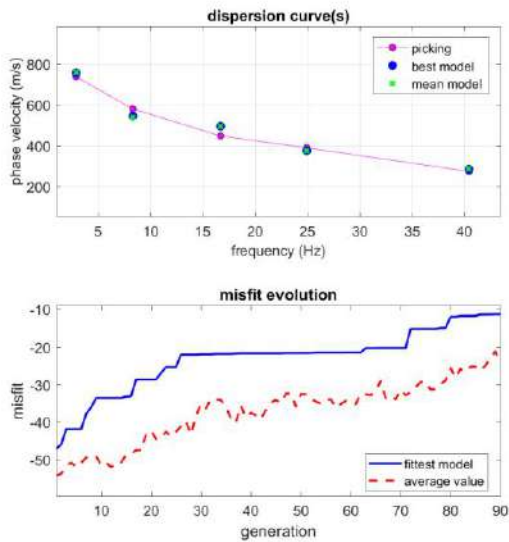 dispersion curve(s)
picking
best model
mean model
800
600
400
200
phase velocity (m/s)
5 10 15 20 25 30 35 40
frequency (Hz)
misfit evolution
-10
-20
-30
-40
-50
misfit
fittest model
average value
10 20 30 40 50 60 70 80 90
generation